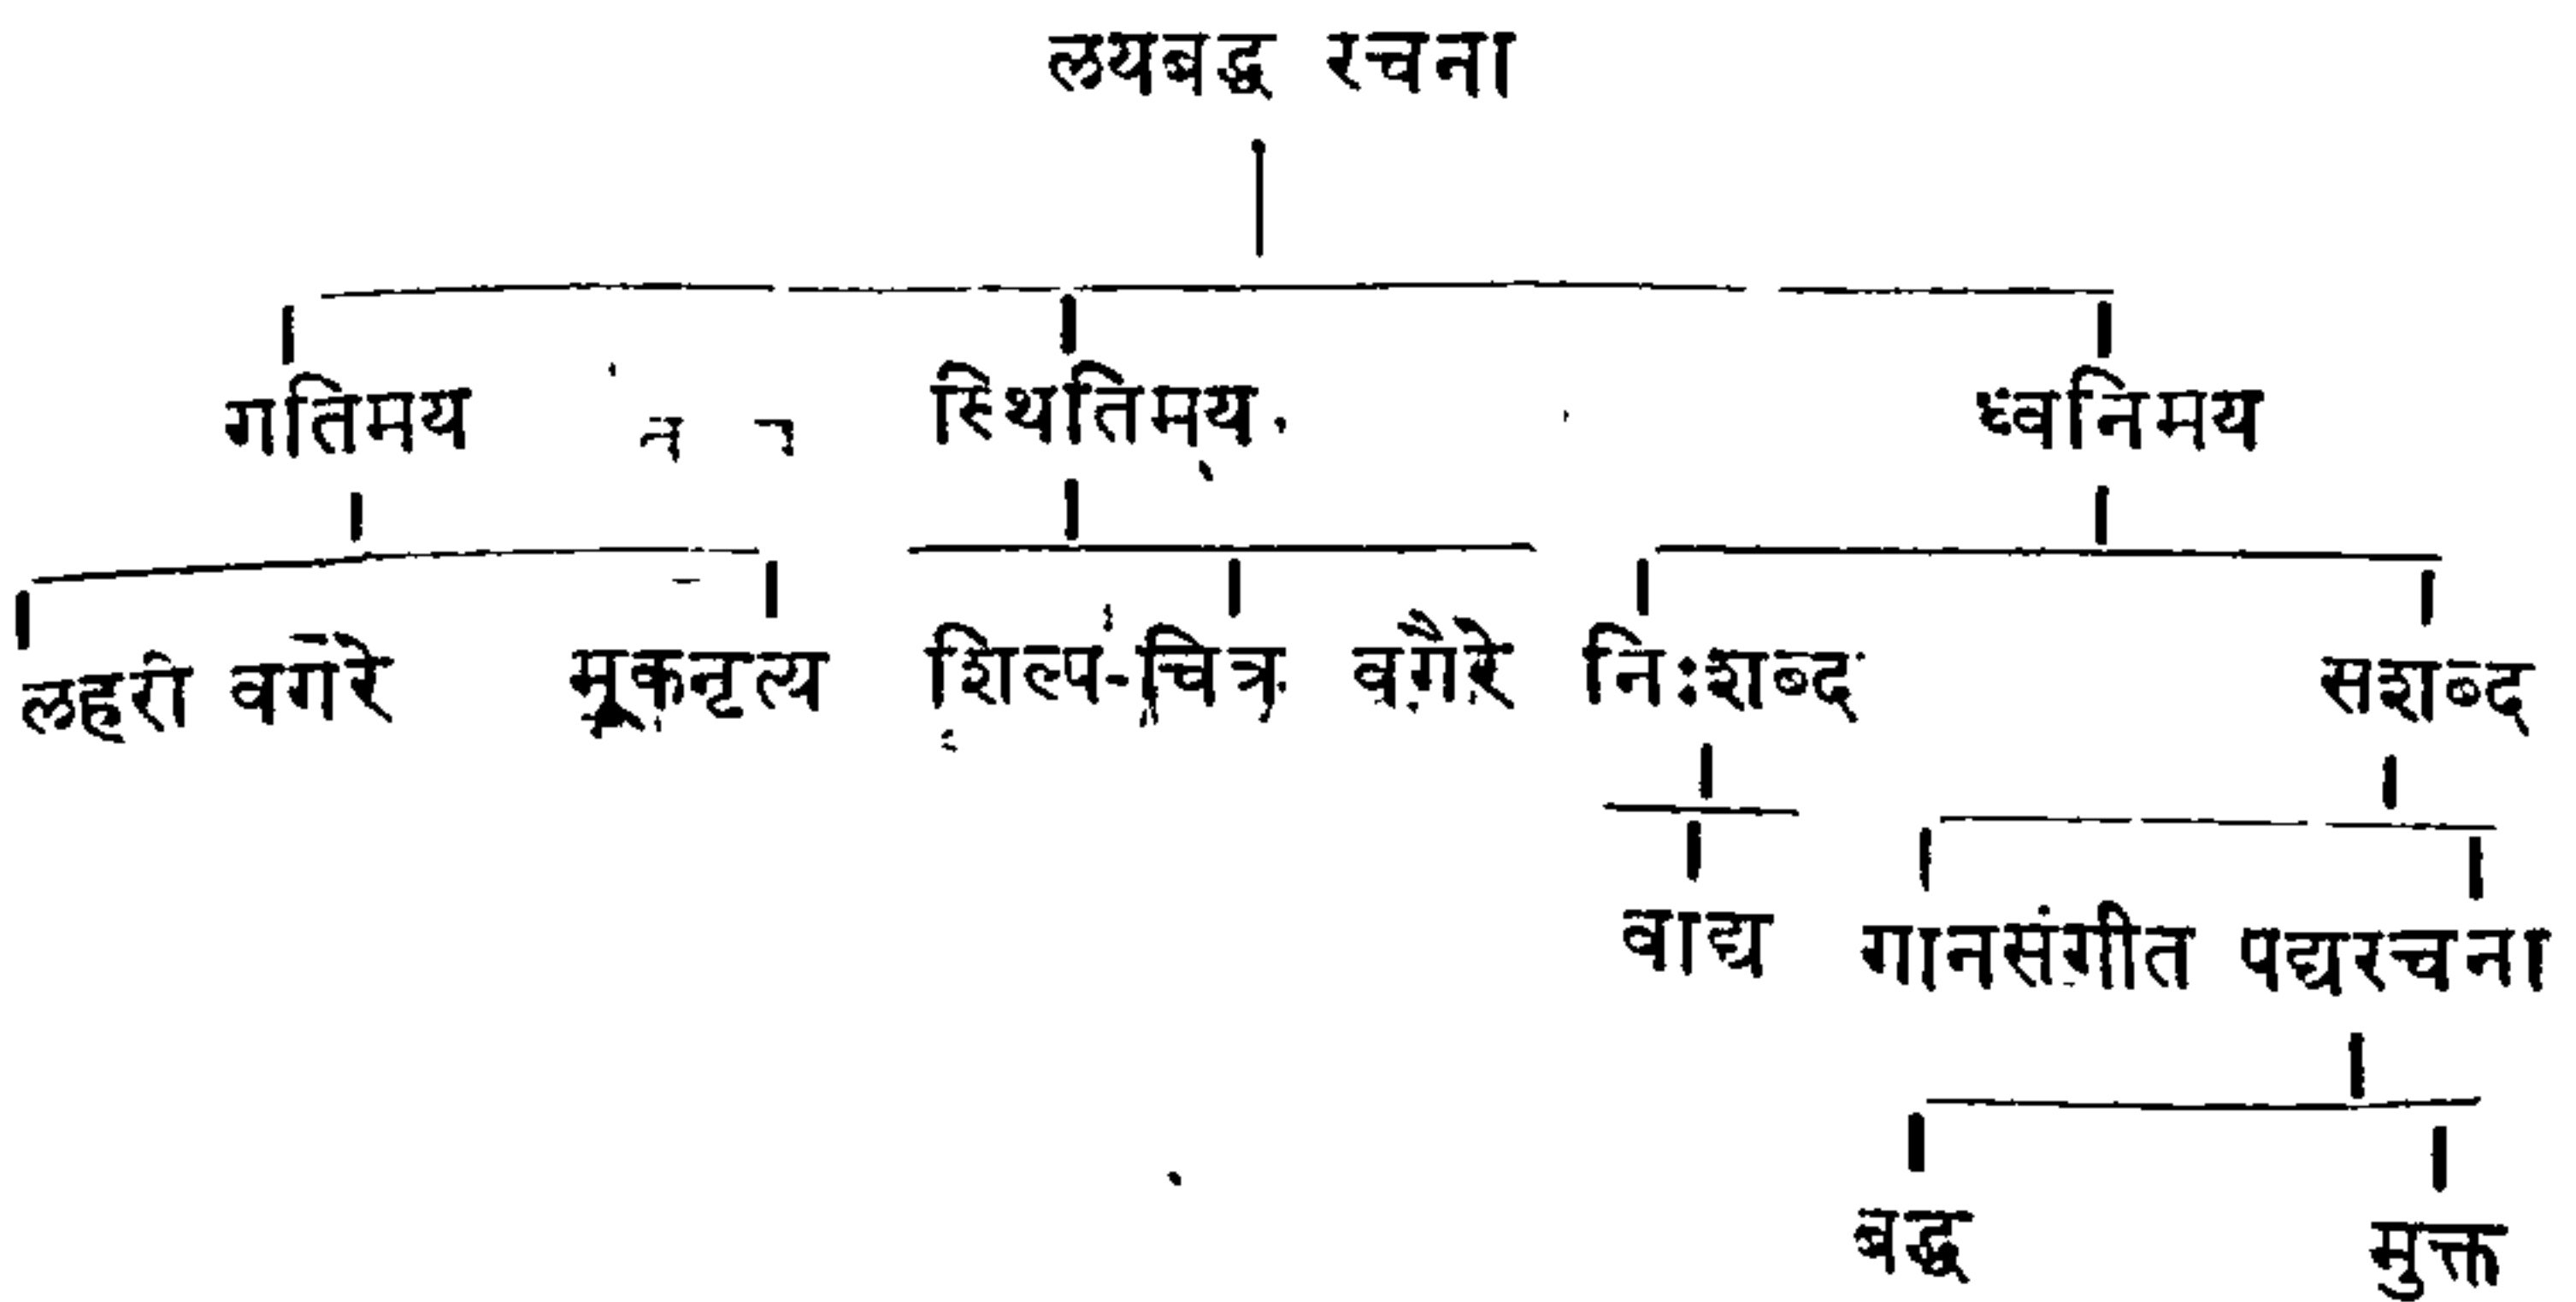 लयबद्ध रचना
गतिमय स्थितिमय ध्वनिमय
लहरी वगैरे मूकनृत्य शिल्प-चित्र वगैरे निःशब्द सशब्द
वाद्य गानसंगीत पद्यरचना
बद्ध मुक्त